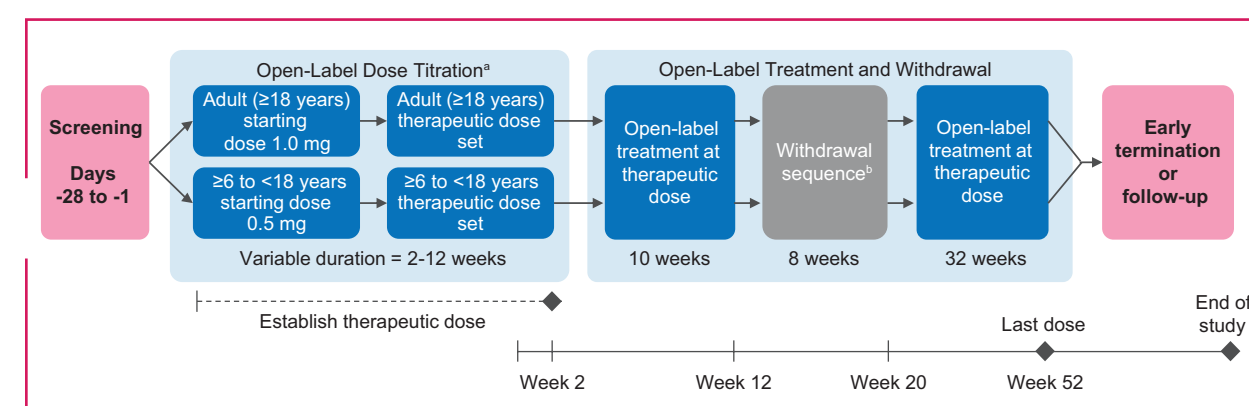 Open-Label Dose Titrationᵃ
Open-Label Treatment and Withdrawal
Screening
Days
-28 to -1
Adult (≥18 years)
starting
dose 1.0 mg
Adult (≥18 years)
therapeutic dose
set
≥6 to <18 years
starting dose
0.5 mg
≥6 to <18 years
therapeutic dose
set
Variable duration = 2-12 weeks
Open-label
treatment at
therapeutic
dose
10 weeks
Withdrawal
sequenceᵇ
8 weeks
Open-label
treatment at
therapeutic
dose
32 weeks
Early
termination
or
follow-up
Establish therapeutic dose
Last dose
End of
study
Week 2
Week 12
Week 20
Week 52